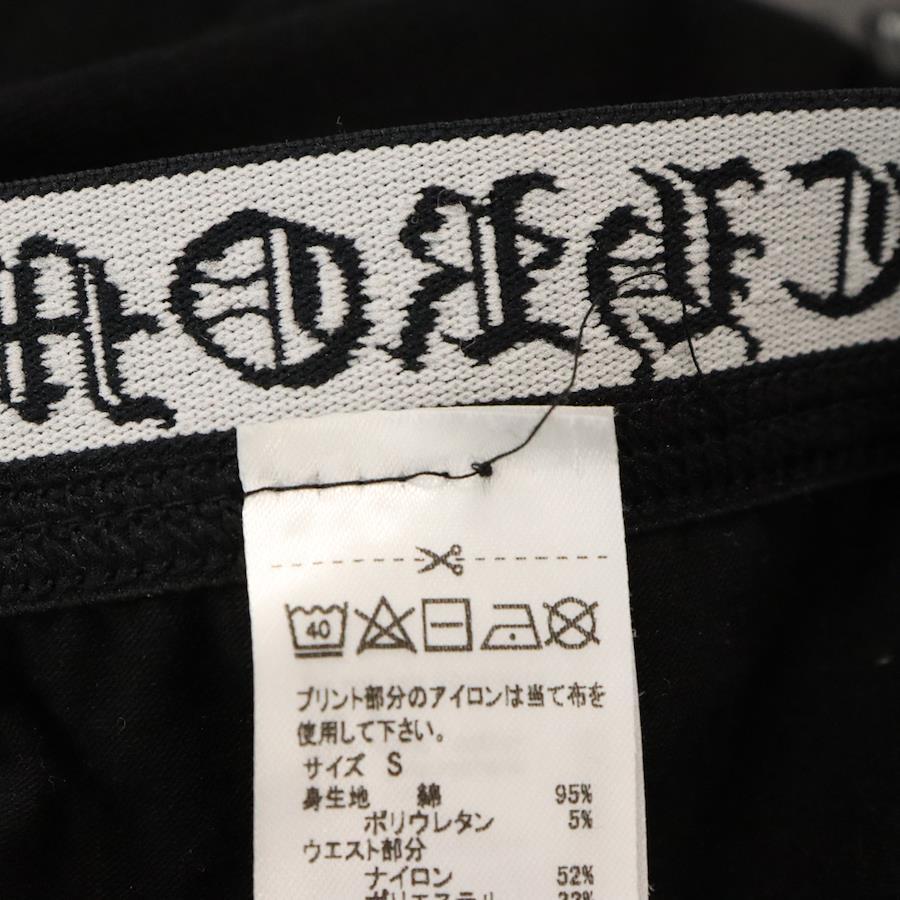 40
プリント部分のアイロンは当て布を
使用して下さい。
サイズ S
身生地 綿 95%
ポリウレタン 5%
ウエスト部分
ナイロン 52%